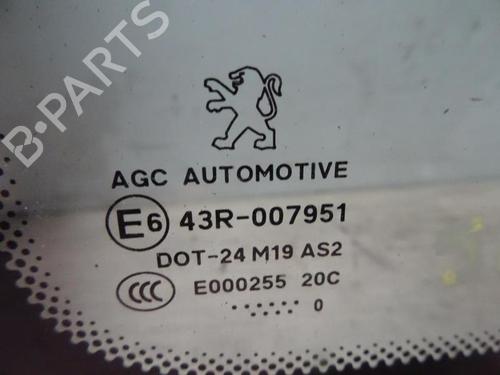 B-PARTS
AGC AUTOMOTIVE
E6 43R-007951
DOT-24 M19 AS2
CCC E000255 20C
.......0